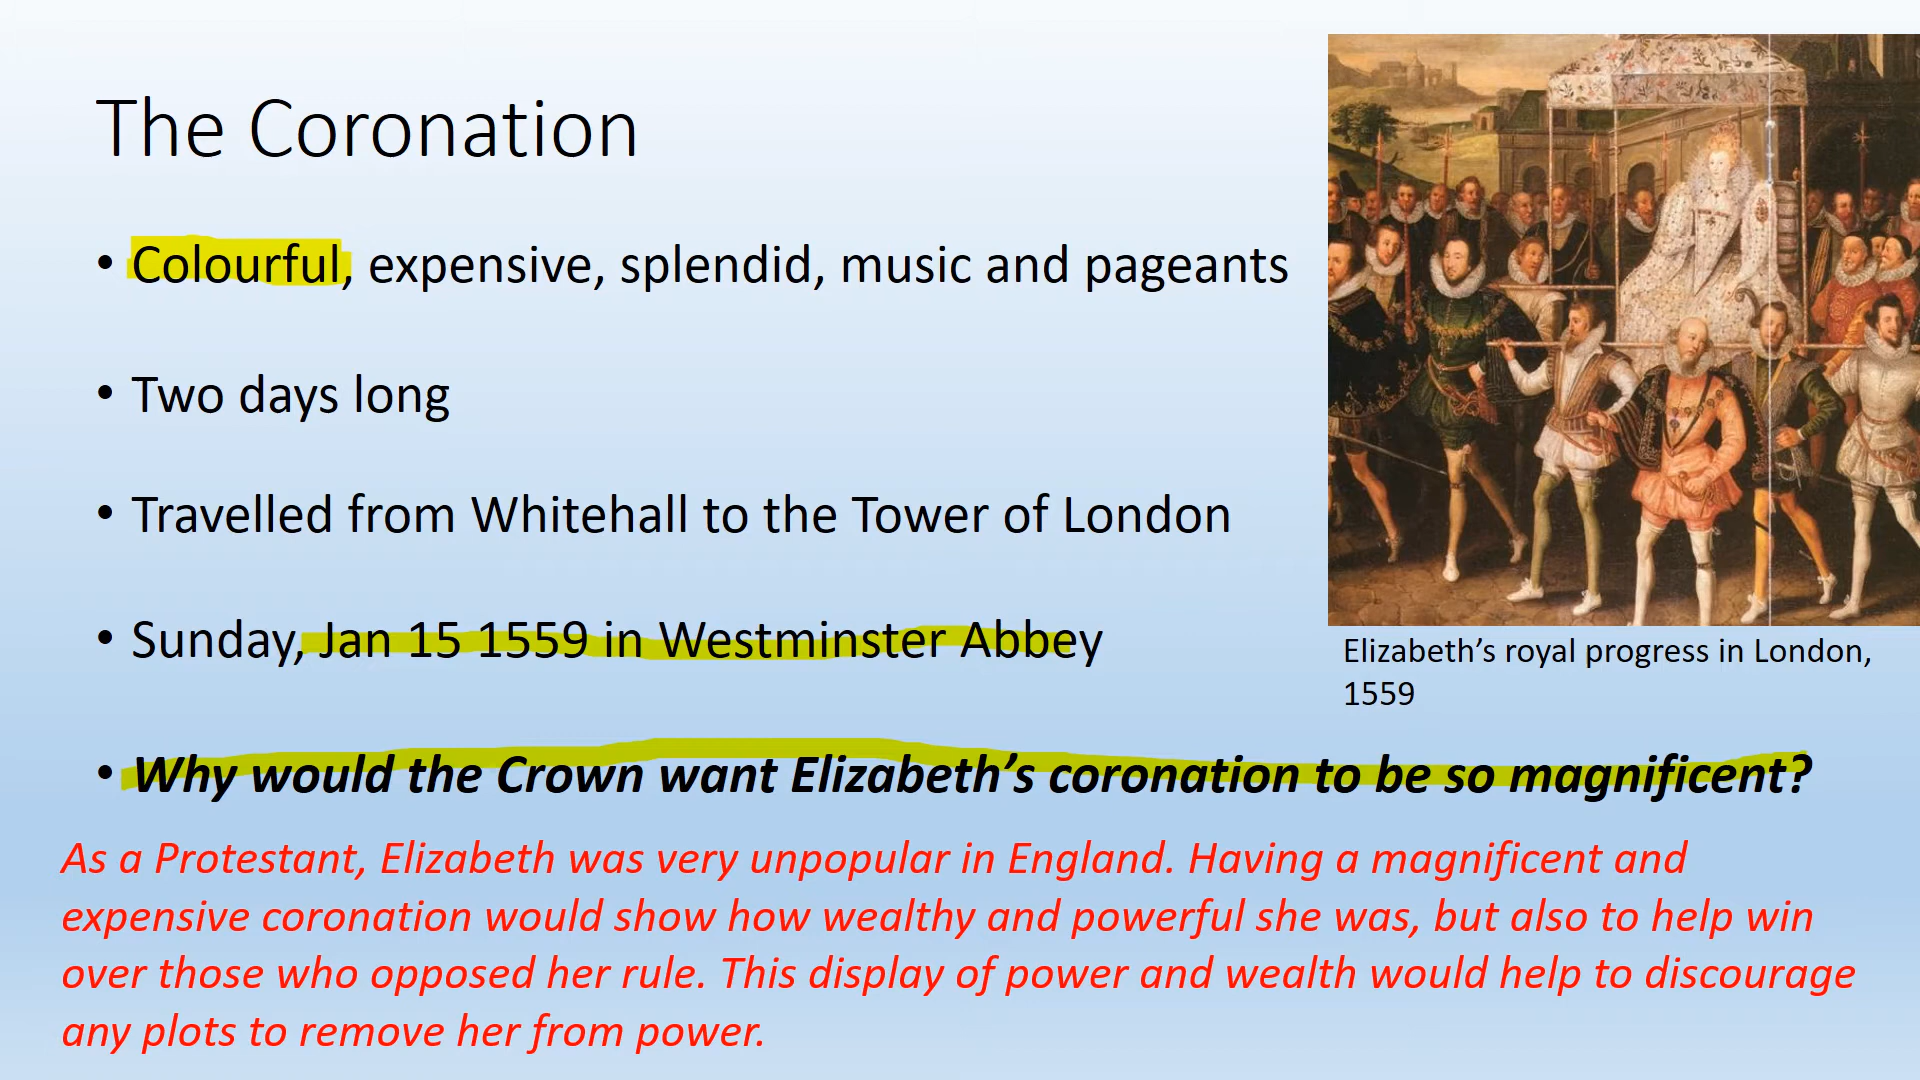 The Coronation
• Colourful, expensive, splendid, music and pageants
• Two days long
• Travelled from Whitehall to the Tower of London
• Sunday, Jan 15 1559 in Westminster Abbey
Elizabeth’s royal progress in London,
1559
• Why would the Crown want Elizabeth’s coronation to be so magnificent?
As a Protestant, Elizabeth was very unpopular in England. Having a magnificent and
expensive coronation would show how wealthy and powerful she was, but also to help win
over those who opposed her rule. This display of power and wealth would help to discourage
any plots to remove her from power.